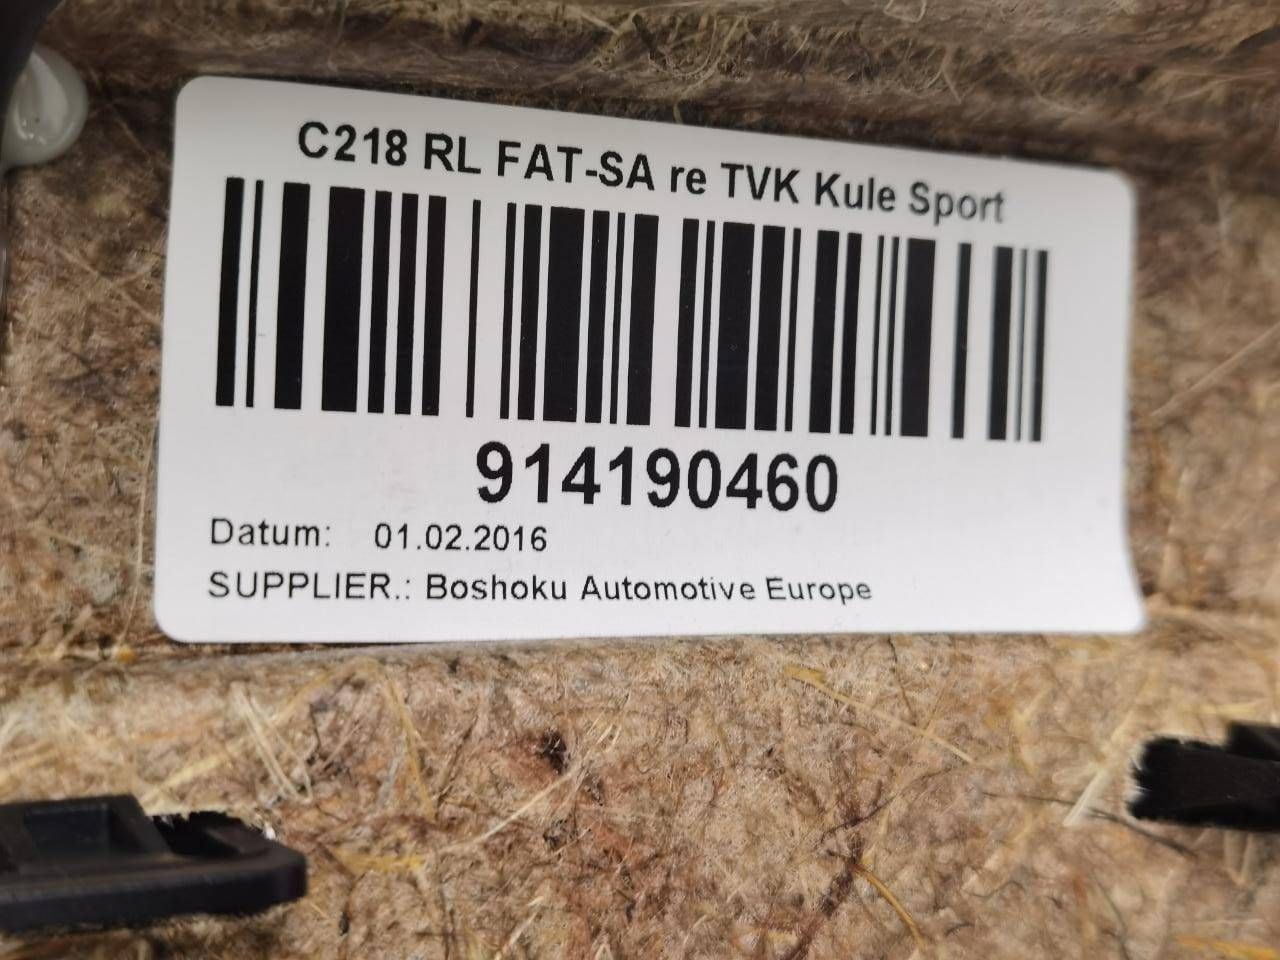 C218 RL FAT-SA re TVK Kule Sport
914190460
Datum: 01.02.2016
SUPPLIER.: Boshoku Automotive Europe